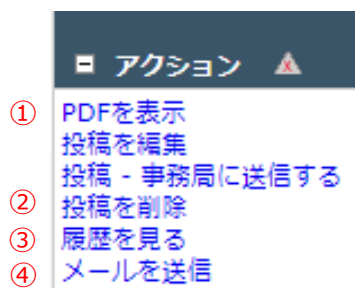 アクション
① PDFを表示
投稿を編集
投稿 - 事務局に送信する
② 投稿を削除
③ 履歴を見る
④ メールを送信